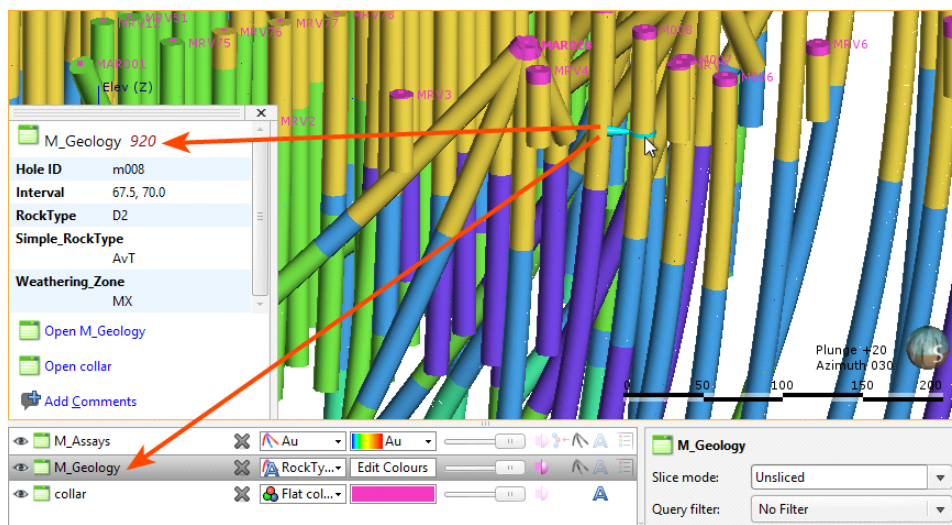 MRV51
MRV77
MRV78
MRV75
MRV76
MAR001
MAR028
M008
MRV6
MRV4
M006
MRV3
MRV2
Elev (Z)
M_Geology 920
Hole ID m008
Interval 67.5, 70.0
RockType D2
Simple_RockType
AvT
Weathering_Zone
MX
Open M_Geology
Open collar
Add Comments
Plunge +20
Azimuth 030
0 50 100 150 200
M_Assays Au Au
M_Geology RockTy... Edit Colours
collar Flat col...
M_Geology
Slice mode: Unsliced
Query filter: No Filter